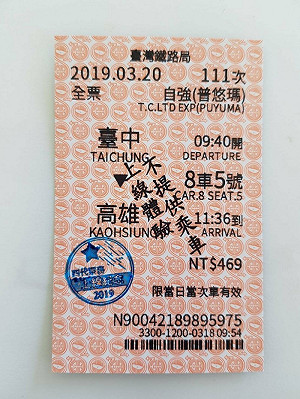 臺灣鐵路局
2019.03.20 111次
全票 自強(普悠瑪)
T.C.LTD EXP(PUYUMA)
臺中 09:40開
TAICHUNG DEPARTURE
8車5號
CAR.8 SEAT.5
高雄 11:36到
KAOHSIUNG ARRIVAL
上線體驗
不提供乘車
NT$469
2019
限當日當次車有效
N90042189895975
3300-1200-0318 09:54